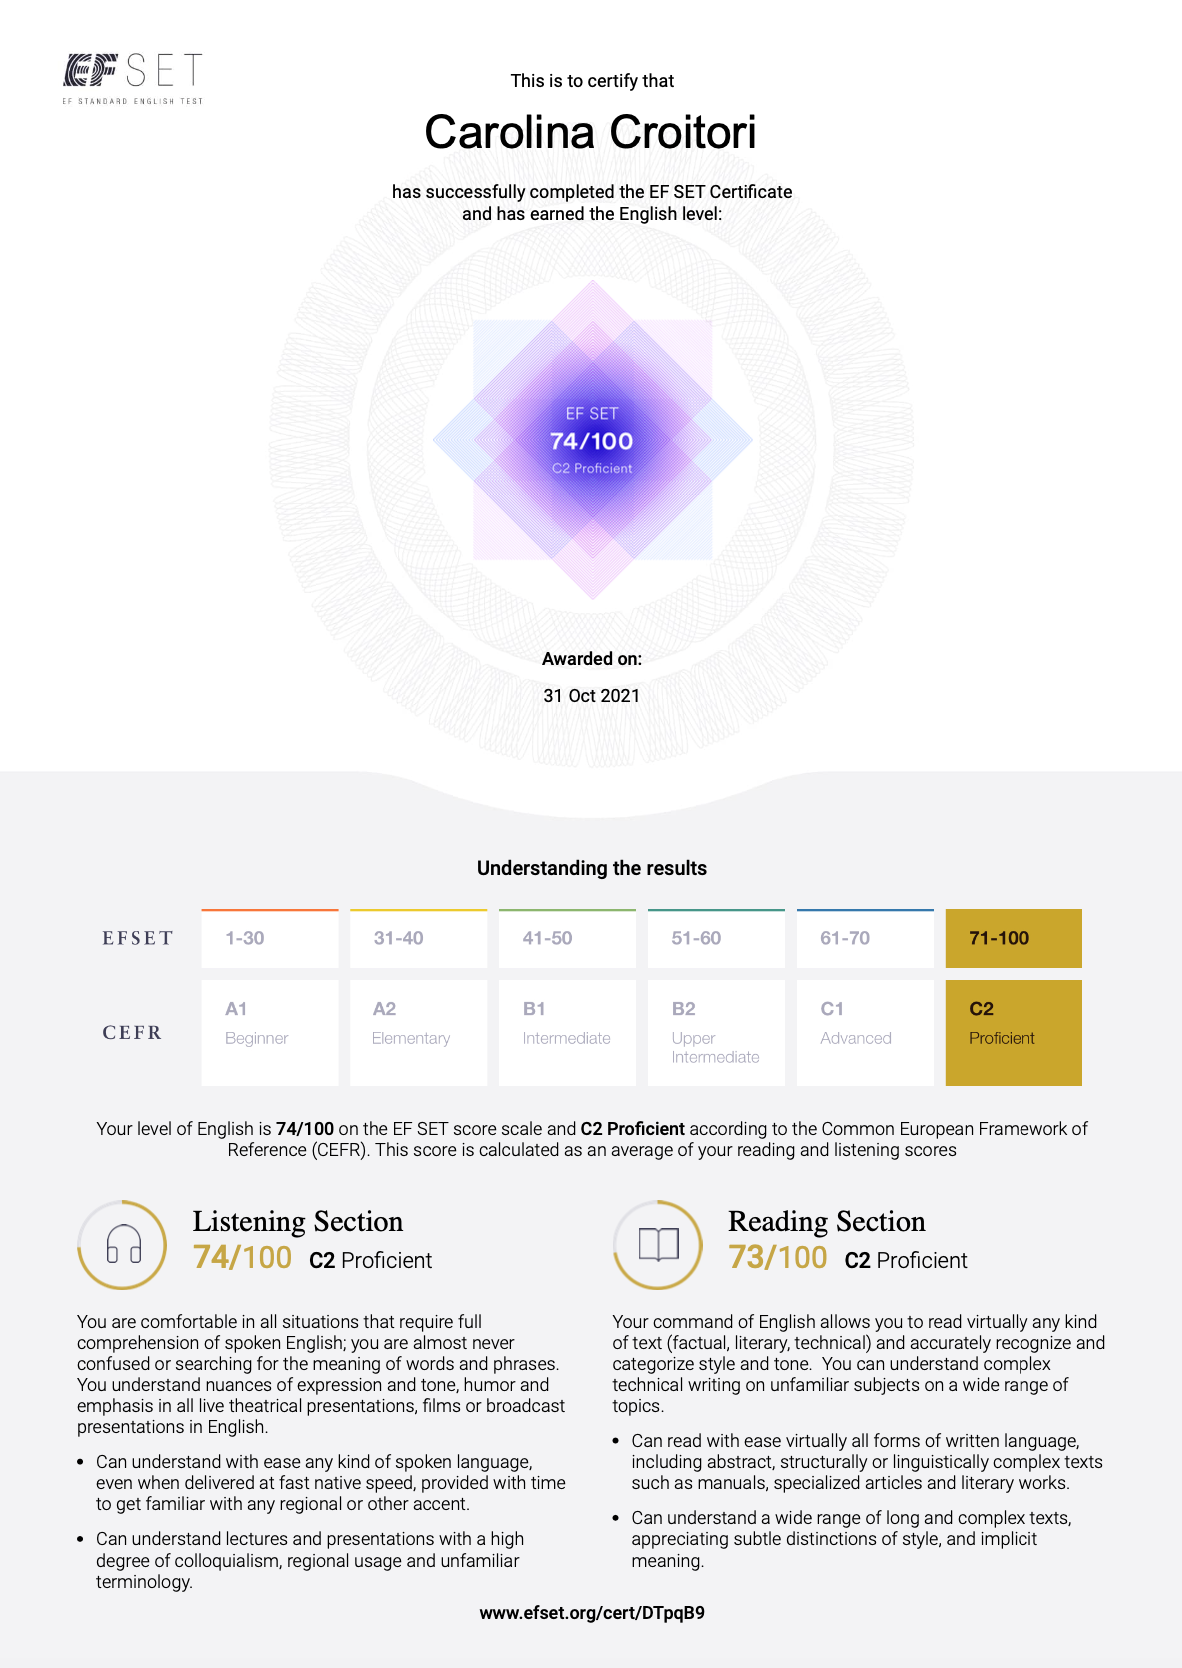 EF SET
EF STANDARD ENGLISH TEST
This is to certify that
Carolina Croitori
has successfully completed the EF SET Certificate
and has earned the English level:
EF SET
74/100
C2 Proficient
Awarded on:
31 Oct 2021
Understanding the results
EFSET 1-30 31-40 41-50 51-60 61-70 71-100
CEFR
A1 A2 B1 B2 C1 C2
Beginner Elementary Intermediate Upper Advanced Proficient
Intermediate
Your level of English is 74/100 on the EF SET score scale and C2 Proficient according to the Common European Framework of
Reference (CEFR). This score is calculated as an average of your reading and listening scores
Listening Section
74/100 C2 Proficient
You are comfortable in all situations that require full
comprehension of spoken English; you are almost never
confused or searching for the meaning of words and phrases.
You understand nuances of expression and tone, humor and
emphasis in all live theatrical presentations, films or broadcast
presentations in English.
• Can understand with ease any kind of spoken language,
even when delivered at fast native speed, provided with time
to get familiar with any regional or other accent.
• Can understand lectures and presentations with a high
degree of colloquialism, regional usage and unfamiliar
terminology.
Reading Section
73/100 C2 Proficient
Your command of English allows you to read virtually any kind
of text (factual, literary, technical) and accurately recognize and
categorize style and tone.  You can understand complex
technical writing on unfamiliar subjects on a wide range of
topics.
• Can read with ease virtually all forms of written language,
including abstract, structurally or linguistically complex texts
such as manuals, specialized articles and literary works.
• Can understand a wide range of long and complex texts,
appreciating subtle distinctions of style, and implicit
meaning.
www.efset.org/cert/DTpqB9